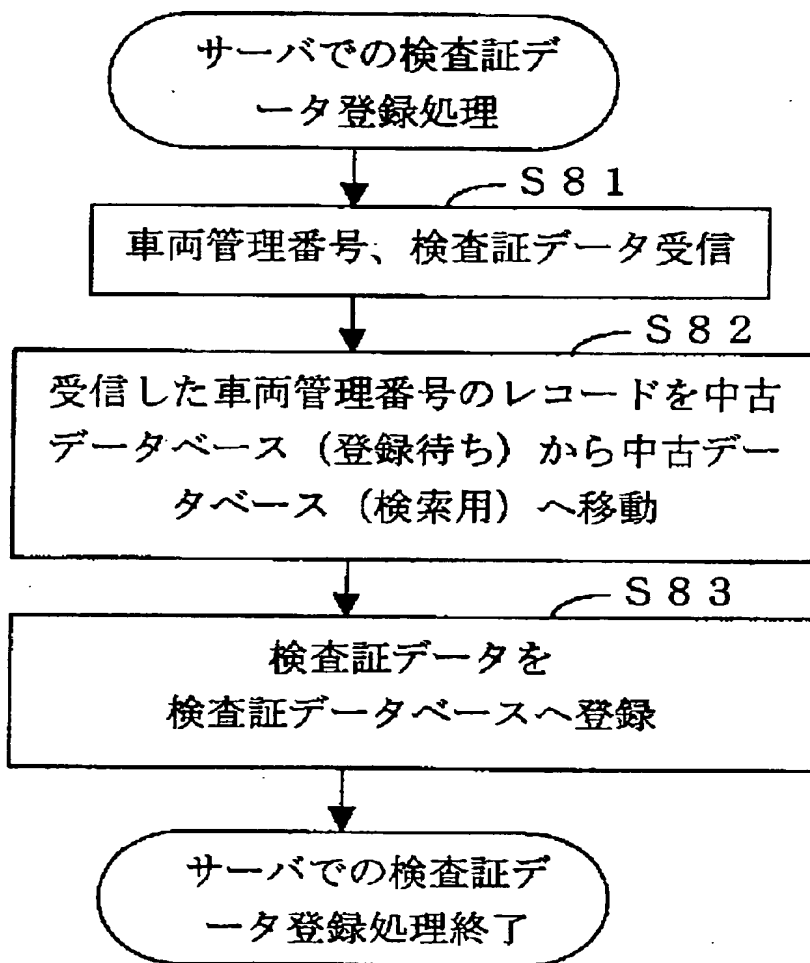 サーバでの検査証デ
ータ登録処理
S81
車両管理番号、検査証データ受信
S82
受信した車両管理番号のレコードを中古
データベース（登録待ち）から中古デー
タベース（検索用）へ移動
S83
検査証データを
検査証データベースへ登録
サーバでの検査証デ
ータ登録処理終了